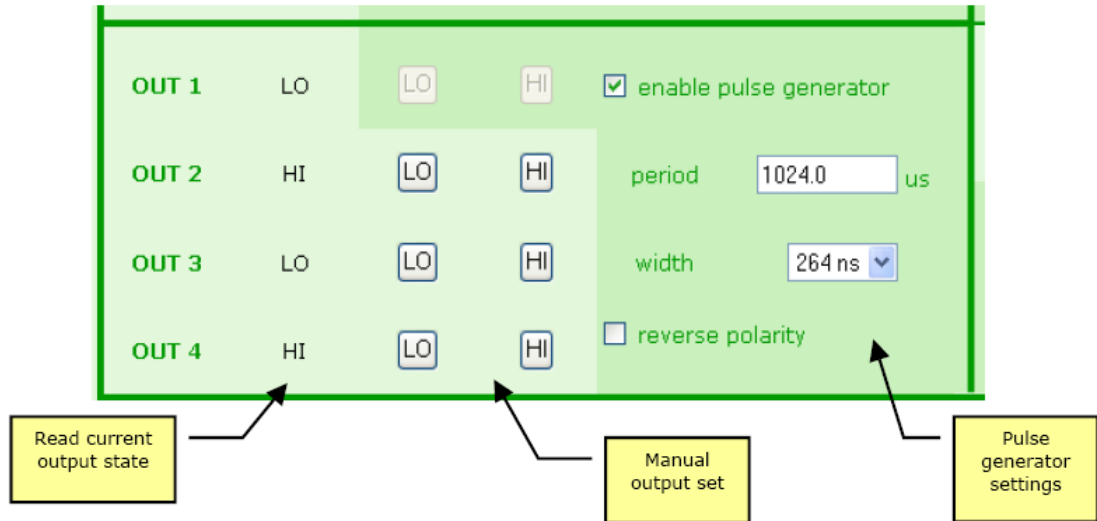 OUT 1 LO LO HI enable pulse generator
OUT 2 HI LO HI period 1024.0 us
OUT 3 LO LO HI width 264 ns
OUT 4 HI LO HI reverse polarity
Read current
output state
Manual
output set
Pulse
generator
settings